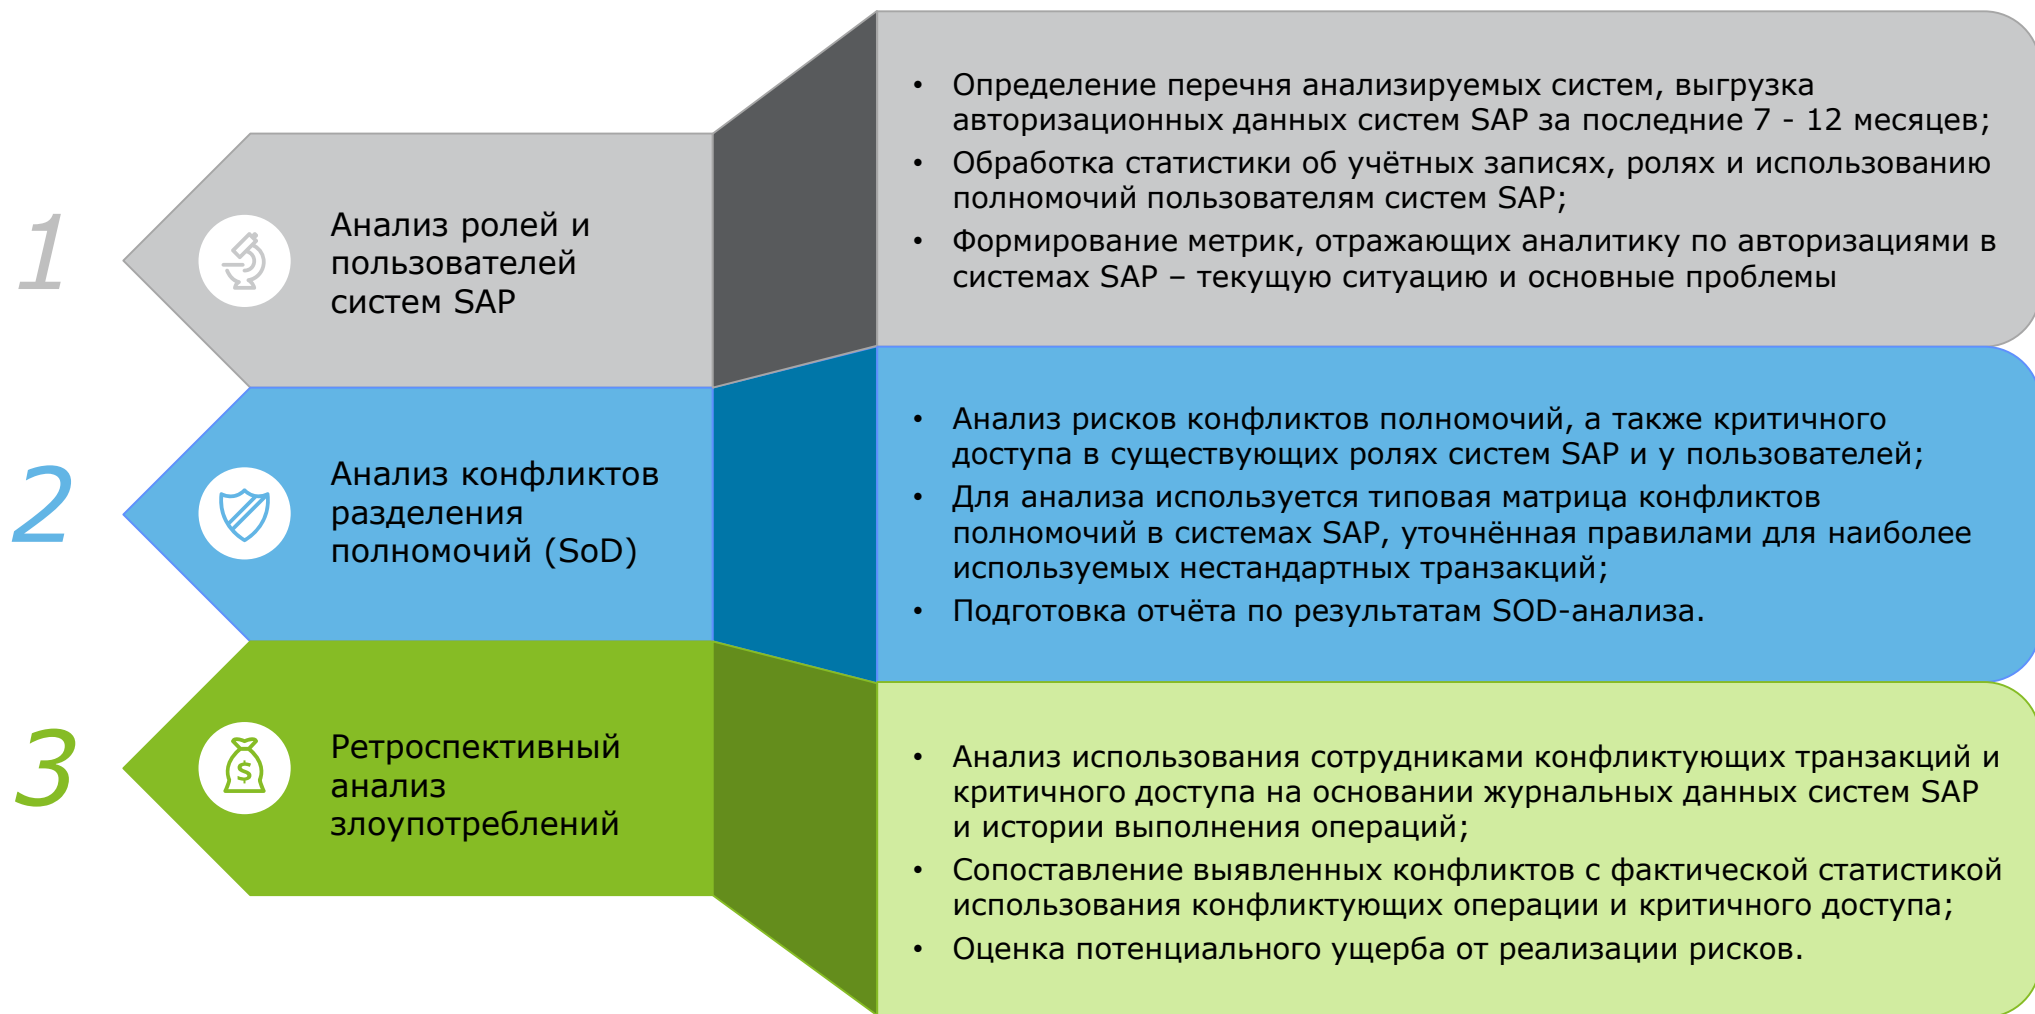 1
Анализ ролей и
пользователей
систем SAP
• Определение перечня анализируемых систем, выгрузка
авторизационных данных систем SAP за последние 7 - 12 месяцев;
• Обработка статистики об учётных записях, ролях и использованию
полномочий пользователям систем SAP;
• Формирование метрик, отражающих аналитику по авторизациями в
системах SAP – текущую ситуацию и основные проблемы
2
Анализ конфликтов
разделения
полномочий (SoD)
• Анализ рисков конфликтов полномочий, а также критичного
доступа в существующих ролях систем SAP и у пользователей;
• Для анализа используется типовая матрица конфликтов
полномочий в системах SAP, уточнённая правилами для наиболее
используемых нестандартных транзакций;
• Подготовка отчёта по результатам SOD-анализа.
3
$
Ретроспективный
анализ
злоупотреблений
• Анализ использования сотрудниками конфликтующих транзакций и
критичного доступа на основании журнальных данных систем SAP
и истории выполнения операций;
• Сопоставление выявленных конфликтов с фактической статистикой
использования конфликтующих операции и критичного доступа;
• Оценка потенциального ущерба от реализации рисков.